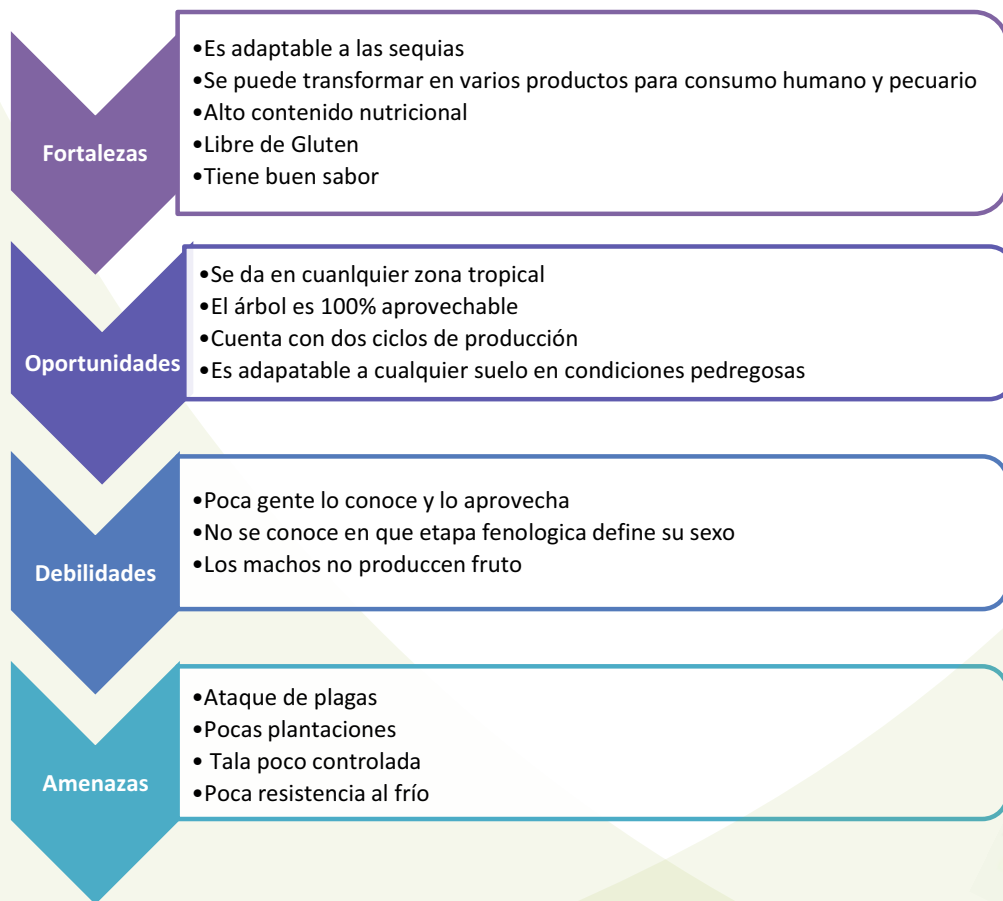 Fortalezas
•Es adaptable a las sequias
•Se puede transformar en varios productos para consumo humano y pecuario
•Alto contenido nutricional
•Libre de Gluten
•Tiene buen sabor
Oportunidades
•Se da en cuanlquier zona tropical
•El árbol es 100% aprovechable
•Cuenta con dos ciclos de producción
•Es adapatable a cualquier suelo en condiciones pedregosas
Debilidades
•Poca gente lo conoce y lo aprovecha
•No se conoce en que etapa fenologica define su sexo
•Los machos no produccen fruto
Amenazas
•Ataque de plagas
•Pocas plantaciones
• Tala poco controlada
•Poca resistencia al frío